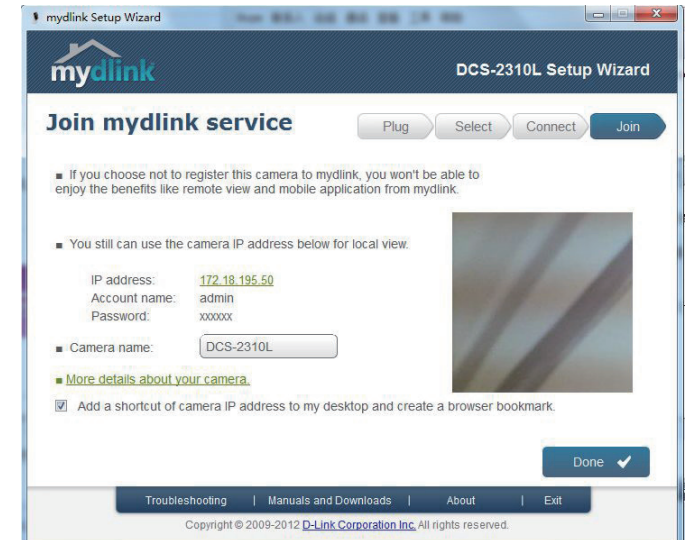 mydlink Setup Wizard
mydlink
DCS-2310L Setup Wizard
Join mydlink service
Plug
Select
Connect
Join
■ If you choose not to register this camera to mydlink, you won't be able to
enjoy the benefits like remote view and mobile application from mydlink.
■ You still can use the camera IP address below for local view.
IP address: 172.18.195.50
Account name: admin
Password: xxxxxx
■ Camera name: DCS-2310L
■ More details about your camera.
Add a shortcut of camera IP address to my desktop and create a browser bookmark.
Done
Troubleshooting | Manuals and Downloads | About | Exit
Copyright © 2009-2012 D-Link Corporation Inc. All rights reserved.